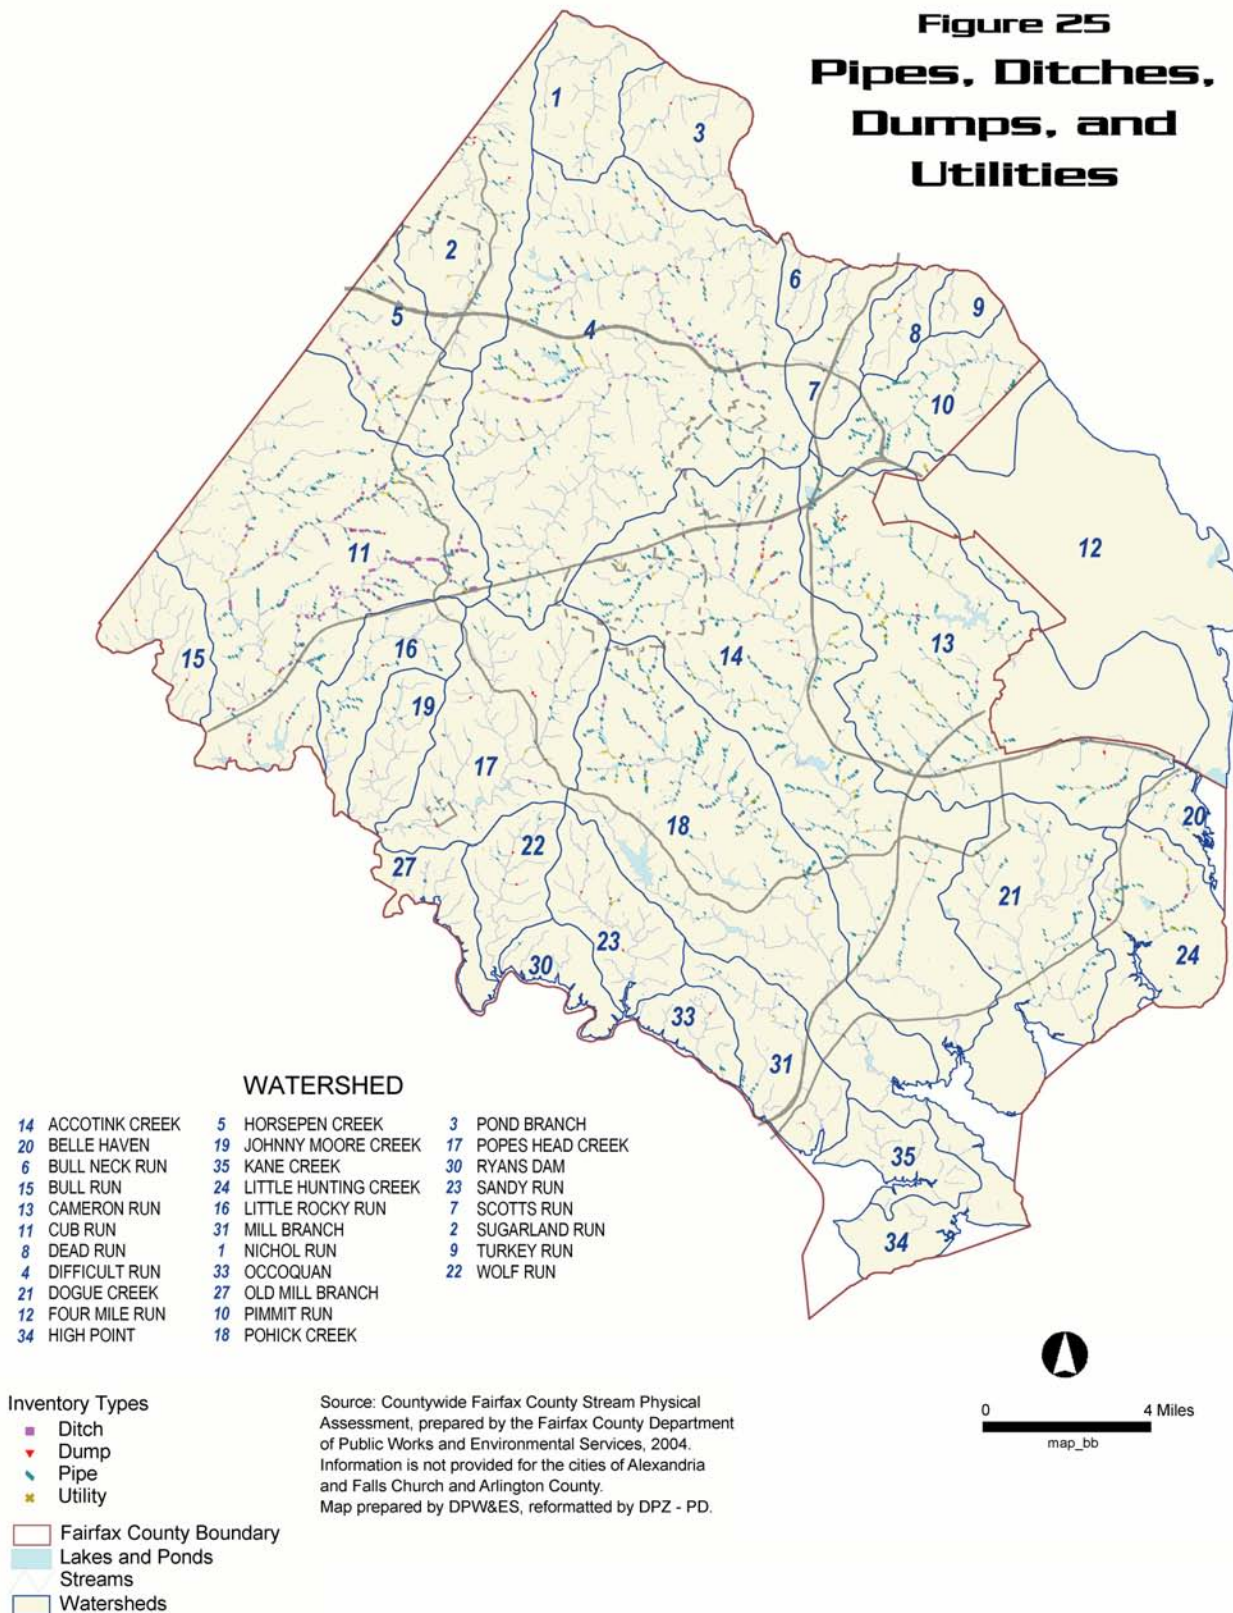 Figure 25
Pipes, Ditches,
Dumps, and
Utilities
1
3
2
6
9
5
4
8
7
10
11
12
15
16
14
13
19
17
18
20
22
27
21
23
24
30
33
31
35
34
WATERSHED
14 ACCOTINK CREEK
20 BELLE HAVEN
6 BULL NECK RUN
15 BULL RUN
13 CAMERON RUN
11 CUB RUN
8 DEAD RUN
4 DIFFICULT RUN
21 DOGUE CREEK
12 FOUR MILE RUN
34 HIGH POINT
5 HORSEPEN CREEK
19 JOHNNY MOORE CREEK
35 KANE CREEK
24 LITTLE HUNTING CREEK
16 LITTLE ROCKY RUN
31 MILL BRANCH
1 NICHOL RUN
33 OCCOQUAN
27 OLD MILL BRANCH
10 PIMMIT RUN
18 POHICK CREEK
3 POND BRANCH
17 POPES HEAD CREEK
30 RYANS DAM
23 SANDY RUN
7 SCOTTS RUN
2 SUGARLAND RUN
9 TURKEY RUN
22 WOLF RUN
Inventory Types
Ditch
Dump
Pipe
Utility
Fairfax County Boundary
Lakes and Ponds
Streams
Watersheds
Source: Countywide Fairfax County Stream Physical
Assessment, prepared by the Fairfax County Department
of Public Works and Environmental Services, 2004.
Information is not provided for the cities of Alexandria
and Falls Church and Arlington County.
Map prepared by DPW&ES, reformatted by DPZ - PD.
0 4 Miles
map_bb